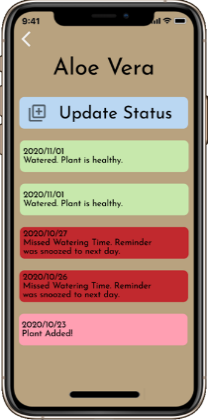 9:41
Aloe Vera
Update Status
2020/11/01
Watered. Plant is healthy.
2020/11/01
Watered. Plant is healthy.
2020/10/27
Missed Watering Time. Reminder
was snoozed to next day.
2020/10/26
Missed Watering Time. Reminder
was snoozed to next day.
2020/10/23
Plant Added!